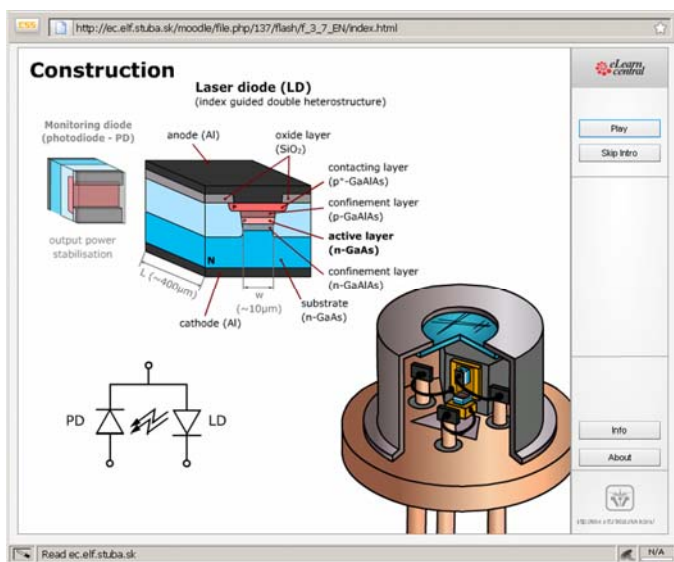 CSS
http://ec.elf.stuba.sk/moodle/file.php/137/flash/f_3_7_EN/index.html
Construction
Laser diode (LD)
(index guided double heterostructure)
Monitoring diode
(photodiode - PD)
output power
stabilisation
anode (Al)
oxide layer
(SiO₂)
contacting layer
(p⁺-GaAlAs)
confinement layer
(p-GaAlAs)
active layer
(n-GaAs)
confinement layer
(n-GaAlAs)
substrate
(n-GaAs)
N
L (~400μm)
w
(~10μm)
cathode (Al)
PD
LD
eLearn
central
Play
Skip Intro
Info
About
Read ec.elf.stuba.sk
N/A